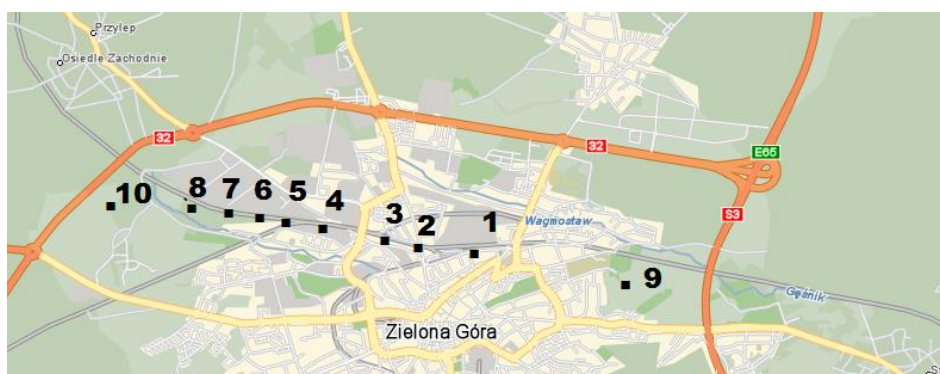 Przylep
Osiedle Zachodnie
32
32
E65
10
8
7
6
5
4
3
2
1
Wagmostaw
S3
9
Gęśnik
Zielona Góra